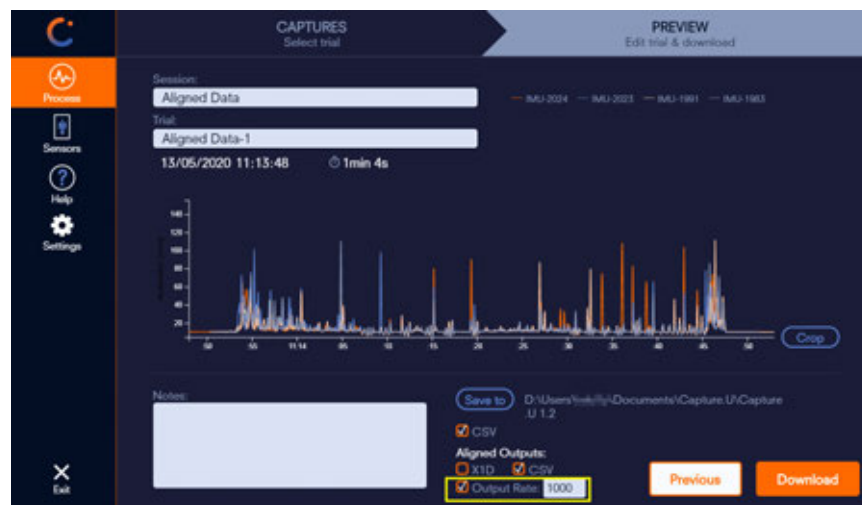 CAPTURES
Select trial
PREVIEW
Edit trial & download
Process
Sensors
Help
Settings
Exit
Session:
Aligned Data
IMU-2024 IMU-2023 IMU-1991 IMU-1983
Trial:
Aligned Data-1
13/05/2020 11:13:48 1min 4s
140
120
100
80
60
40
20
50 55 11:14 05 10 15 20 25 30 35 40 45 50
Crop
Notes:
Save to D:\Users\ \Documents\Capture.U\Capture
.U 1.2
CSV
Aligned Outputs:
X1D CSV
Output Rate: 1000
Previous
Download